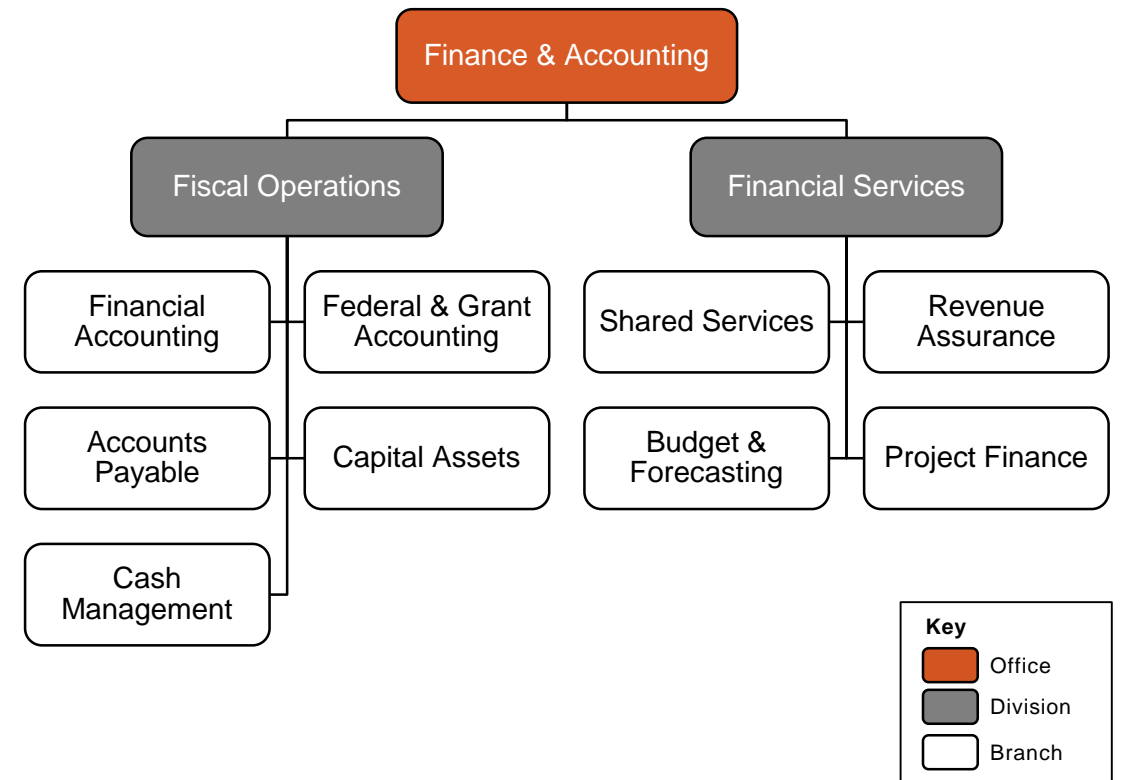 Finance & Accounting
Fiscal Operations
Financial Services
Financial
Accounting
Federal & Grant
Accounting
Shared Services
Revenue
Assurance
Accounts
Payable
Capital Assets
Budget &
Forecasting
Project Finance
Cash
Management
Key
Office
Division
Branch